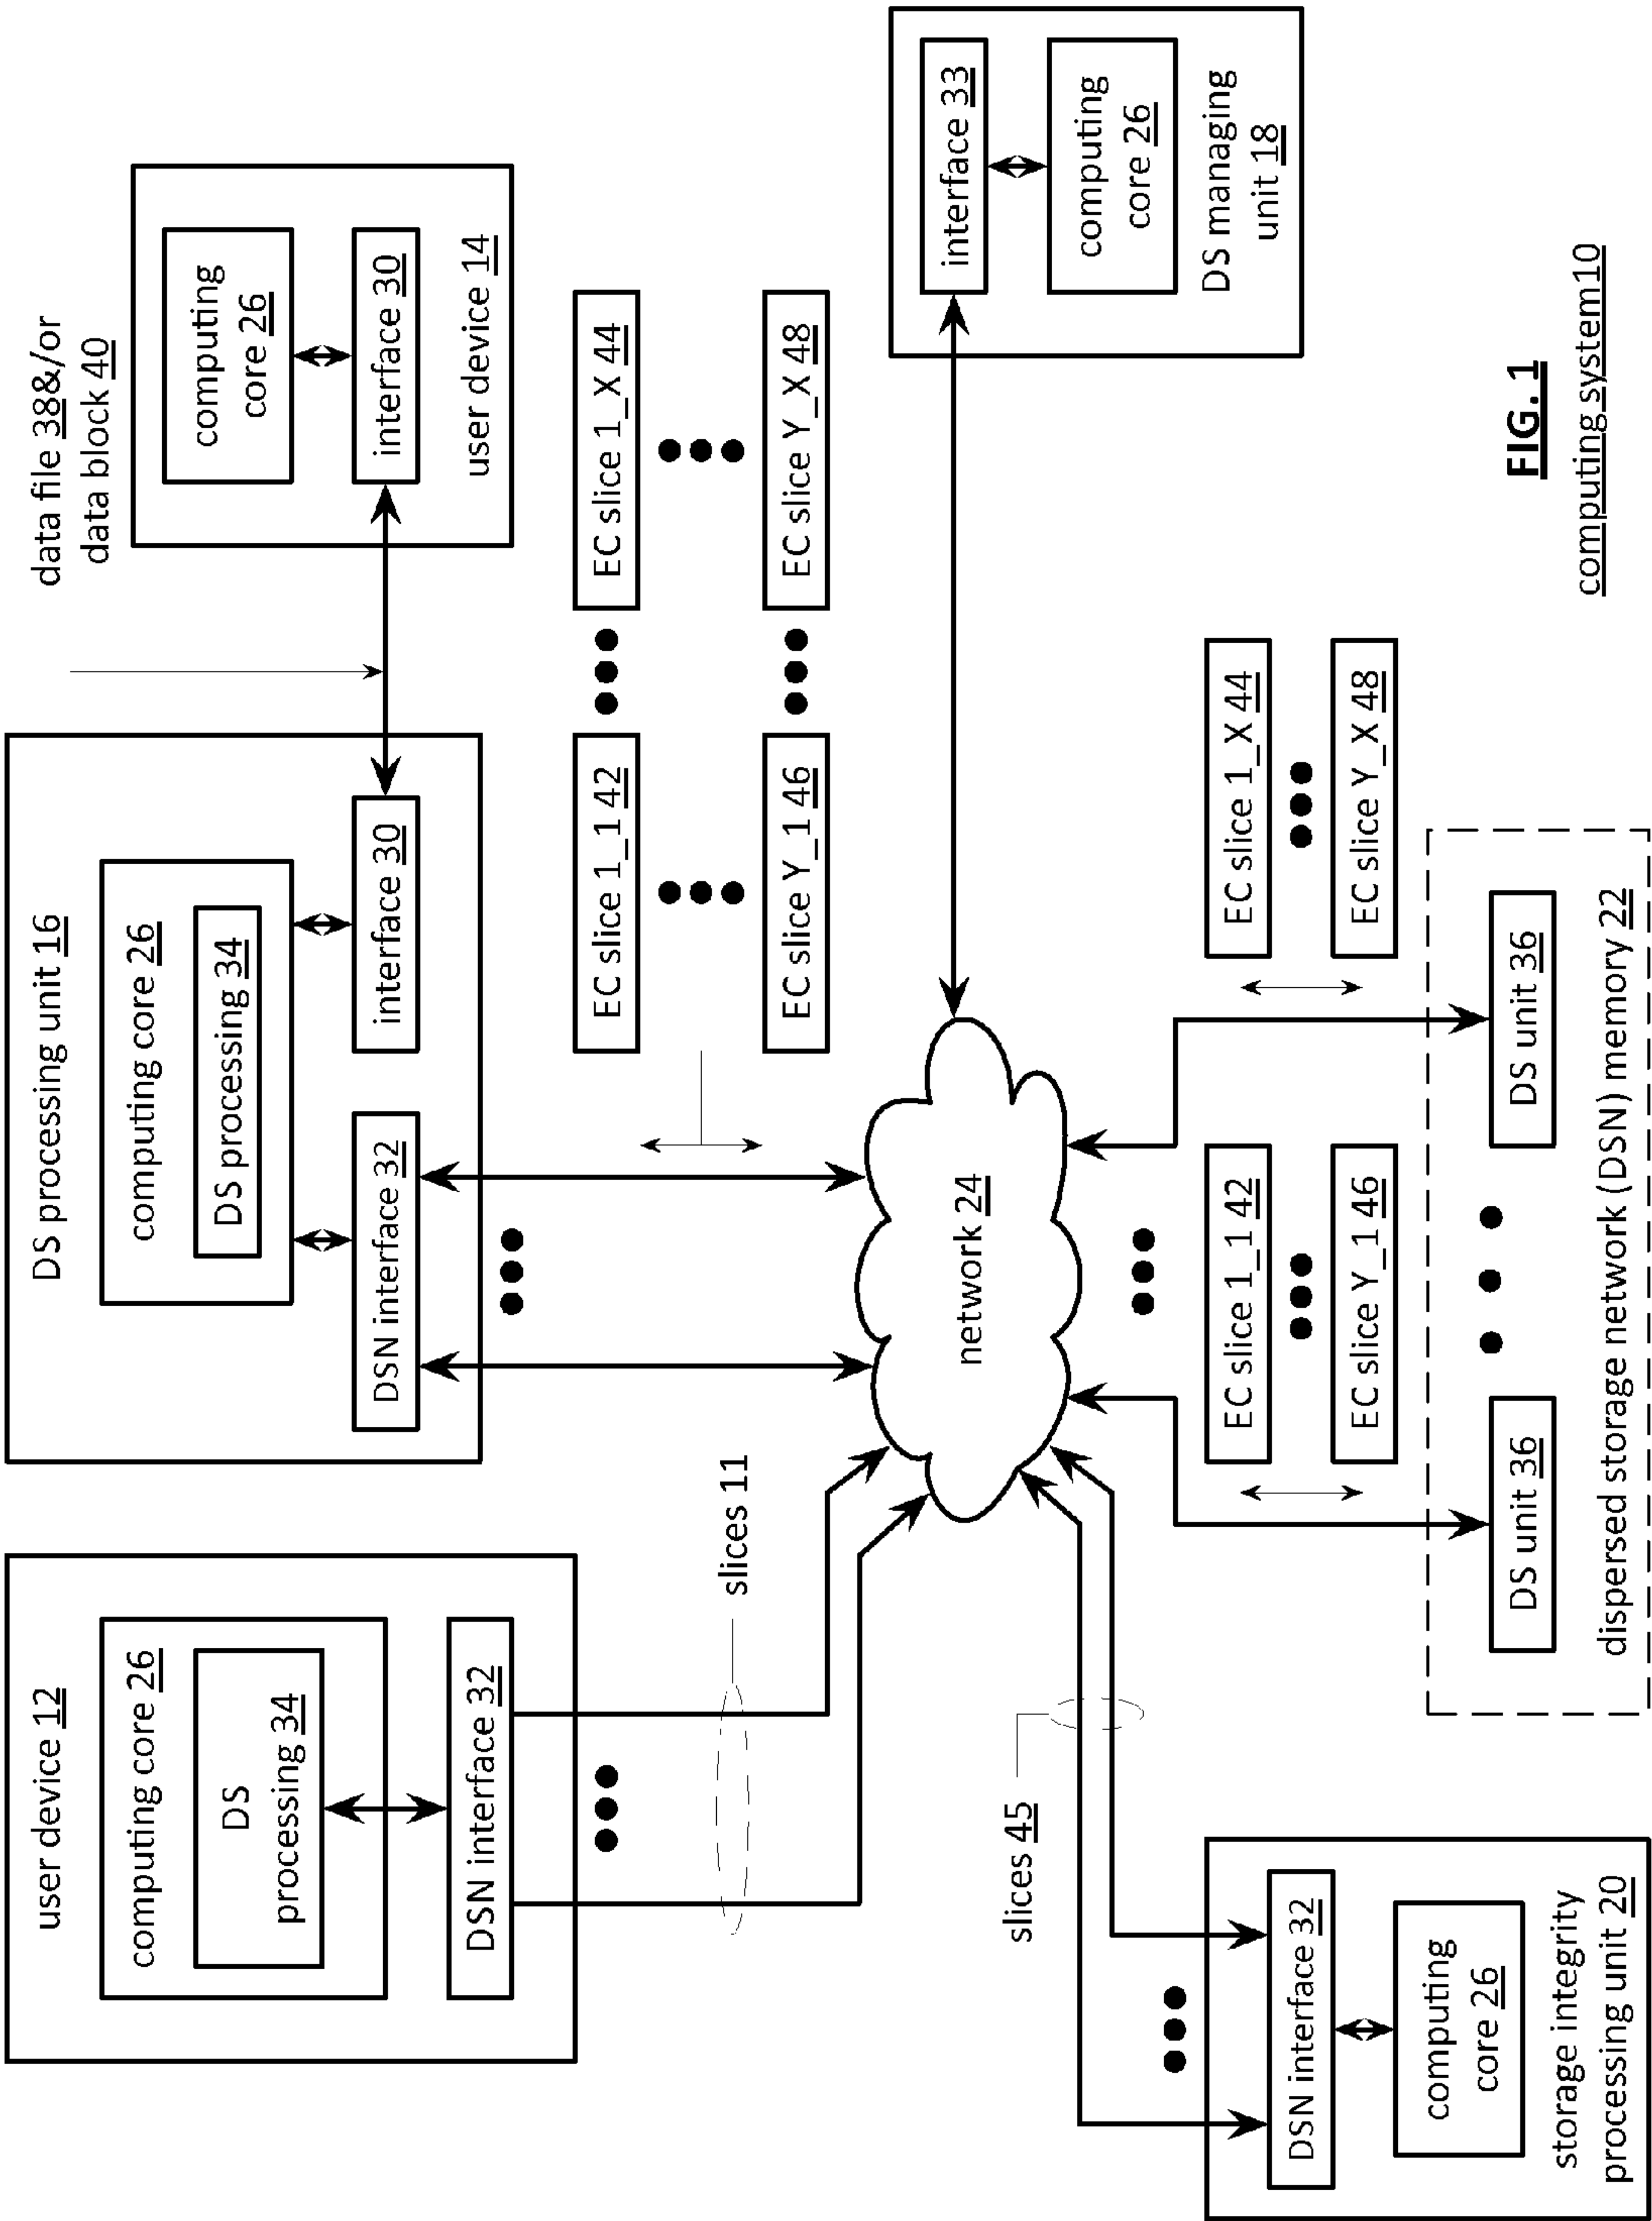 user device 12
computing core 26
DS
processing 34
DSN interface 32
slices 11
DS processing unit 16
computing core 26
DS processing 34
DSN interface 32
interface 30
data file 38&/or
data block 40
computing
core 26
interface 30
user device 14
EC slice 1_1 42
EC slice 1_X 44
EC slice Y_1 46
EC slice Y_X 48
network 24
interface 33
computing
core 26
DS managing
unit 18
slices 45
DSN interface 32
computing
core 26
storage integrity
processing unit 20
EC slice 1_1 42
EC slice Y_1 46
EC slice 1_X 44
EC slice Y_X 48
DS unit 36
DS unit 36
dispersed storage network (DSN) memory 22
FIG. 1
computing system10